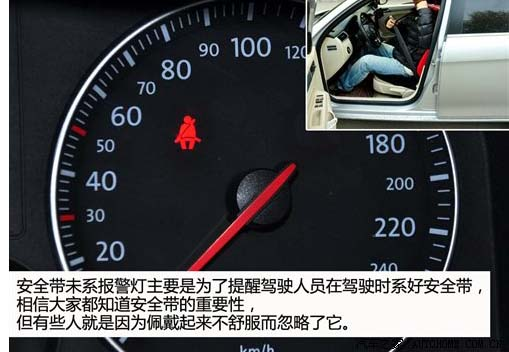 80 90 100 120
70
60
50 180
40 200
30
20 220
240
安全带未系报警灯主要是为了提醒驾驶人员在驾驶时系好安全带，
相信大家都知道安全带的重要性，
但有些人就是因为佩戴起来不舒服而忽略了它。
km/h